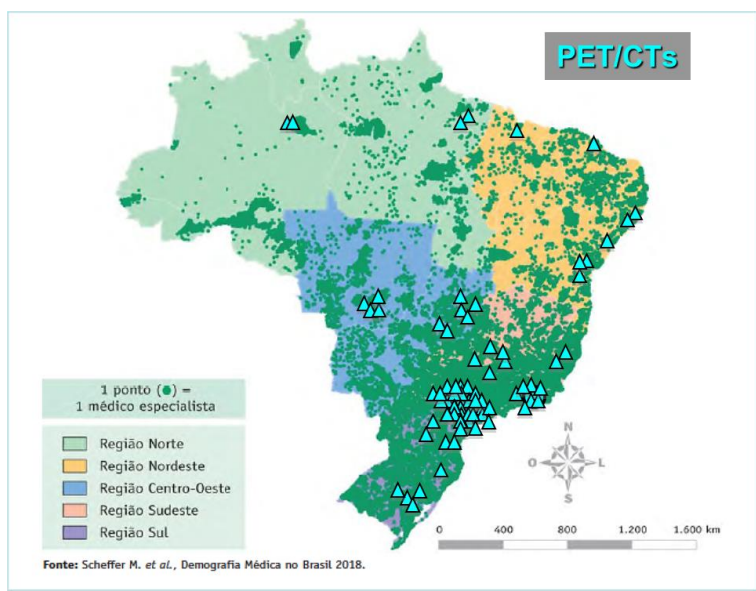 PET/CTs
1 ponto (●) =
1 médico especialista
Região Norte
Região Nordeste
Região Centro-Oeste
Região Sudeste
Região Sul
N
O
L
S
0 400 800 1.200 1.600 km
Fonte: Scheffer M. et al., Demografia Médica no Brasil 2018.